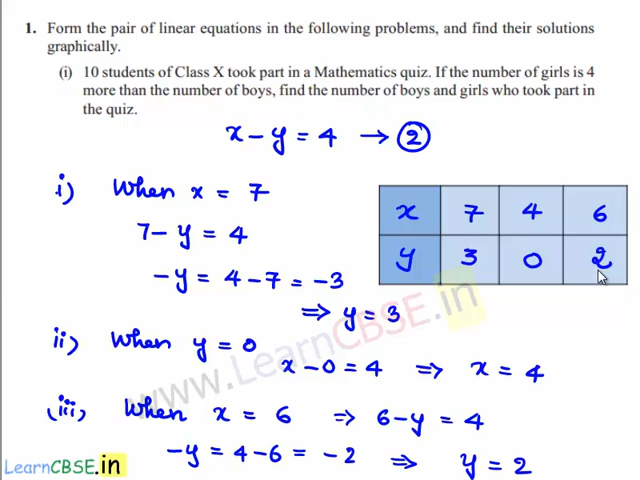 1. Form the pair of linear equations in the following problems, and find their solutions
graphically.
(i) 10 students of Class X took part in a Mathematics quiz. If the number of girls is 4
more than the number of boys, find the number of boys and girls who took part in
the quiz.
x − y = 4 → ②
i) When x = 7
7 − y = 4
−y = 4 − 7 = −3
⇒ y = 3
x 7 4 6
y 3 0 2
ii) When y = 0
x − 0 = 4 ⇒ x = 4
(iii) When x = 6 ⇒ 6 − y = 4
−y = 4 − 6 = −2 ⇒ y = 2
www.LearnCBSE.in
LearnCBSE.in